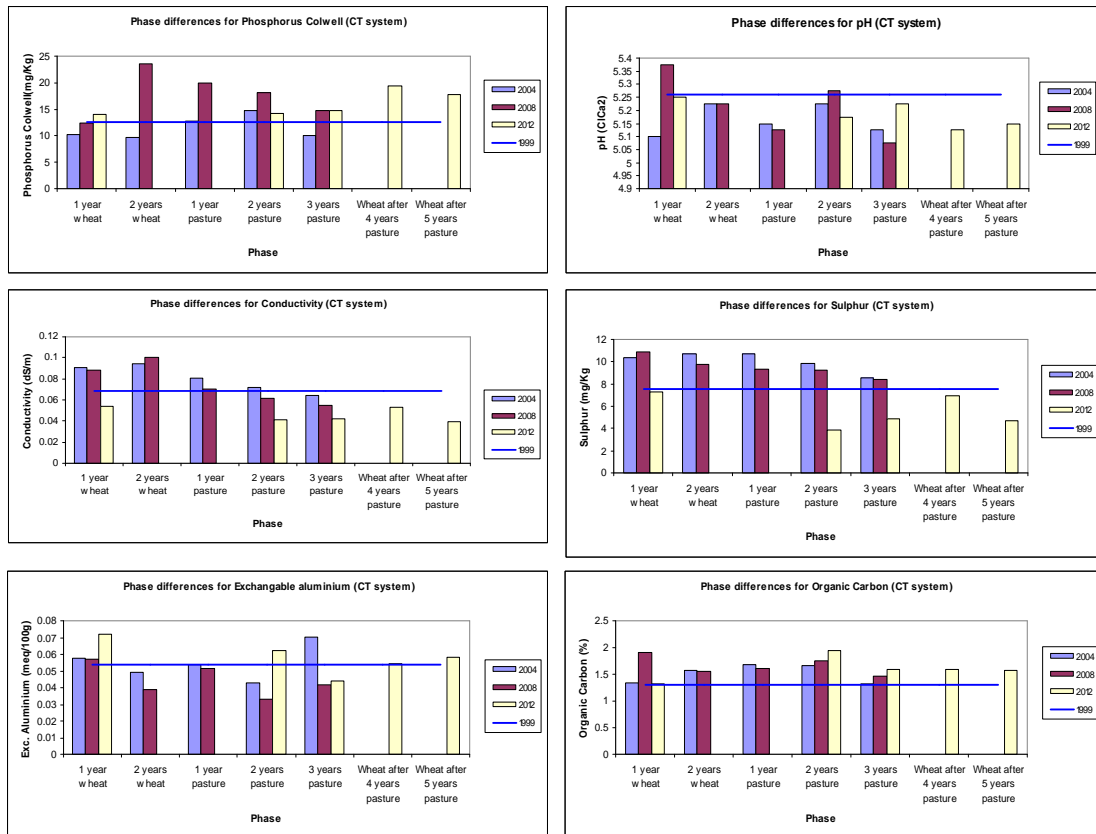 Phase differences for Phosphorus Colwell (CT system)
Phosphorus Colwell(mg/Kg)
25
20
15
10
5
0
1 year
w heat
2 years
w heat
1 year
pasture
2 years
pasture
3 years
pasture
Wheat after
4 years
pasture
Wheat after
5 years
pasture
Phase
2004
2008
2012
1999
Phase differences for pH (CT system)
pH (ClCa2)
5.4
5.35
5.3
5.25
5.2
5.15
5.1
5.05
5
4.95
4.9
1 year
w heat
2 years
w heat
1 year
pasture
2 years
pasture
3 years
pasture
Wheat after
4 years
pasture
Wheat after
5 years
pasture
Phase
2004
2008
2012
1999
Phase differences for Conductivity (CT system)
Conductivity (dS/m)
0.12
0.1
0.08
0.06
0.04
0.02
0
1 year
w heat
2 years
w heat
1 year
pasture
2 years
pasture
3 years
pasture
Wheat after
4 years
pasture
Wheat after
5 years
pasture
Phase
2004
2008
2012
1999
Phase differences for Sulphur (CT system)
Sulphur (mg/Kg)
12
10
8
6
4
2
0
1 year
w heat
2 years
w heat
1 year
pasture
2 years
pasture
3 years
pasture
Wheat after
4 years
pasture
Wheat after
5 years
pasture
Phase
2004
2008
2012
1999
Phase differences for Exchangable aluminium (CT system)
Exc. Aluminium (meq/100g)
0.08
0.07
0.06
0.05
0.04
0.03
0.02
0.01
0
1 year
w heat
2 years
w heat
1 year
pasture
2 years
pasture
3 years
pasture
Wheat after
4 years
pasture
Wheat after
5 years
pasture
Phase
2004
2008
2012
1999
Phase differences for Organic Carbon (CT system)
Organic Carbon (%)
2.5
2
1.5
1
0.5
0
1 year
w heat
2 years
w heat
1 year
pasture
2 years
pasture
3 years
pasture
Wheat after
4 years
pasture
Wheat after
5 years
pasture
Phase
2004
2008
2012
1999